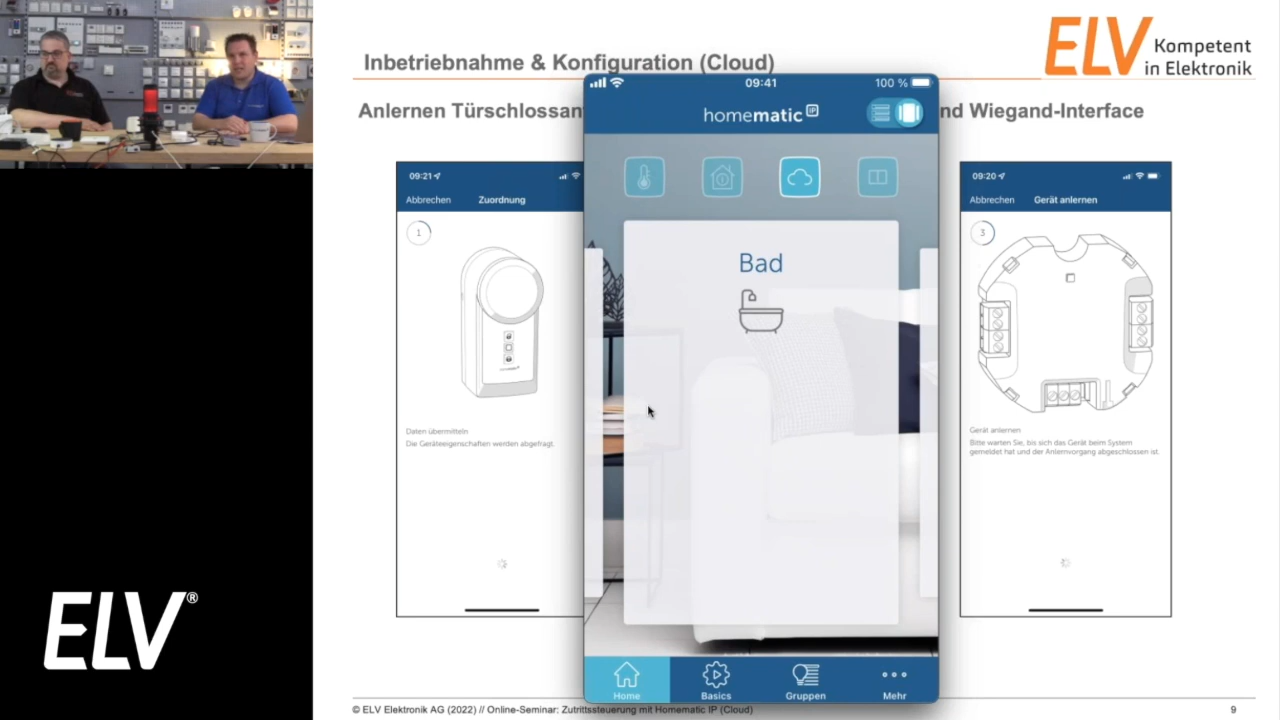 Inbetriebnahme & Konfiguration (Cloud)
ELV Kompetent
in Elektronik
Anlernen Türschlossan
nd Wiegand-Interface
09:21
Abbrechen Zuordnung
1
Daten übermitteln
Die Geräteeigenschaften werden abgefragt.
09:41 100 %
homematic IP
Bad
Home Basics Gruppen Mehr
09:20
Abbrechen Gerät anlernen
3
Gerät anlernen
Bitte warten Sie, bis sich das Gerät beim System
gemeldet hat und der Anlernvorgang abgeschlossen ist.
ELV®
© ELV Elektronik AG (2022) // Online-Seminar: Zutrittssteuerung mit Homematic IP (Cloud) 9